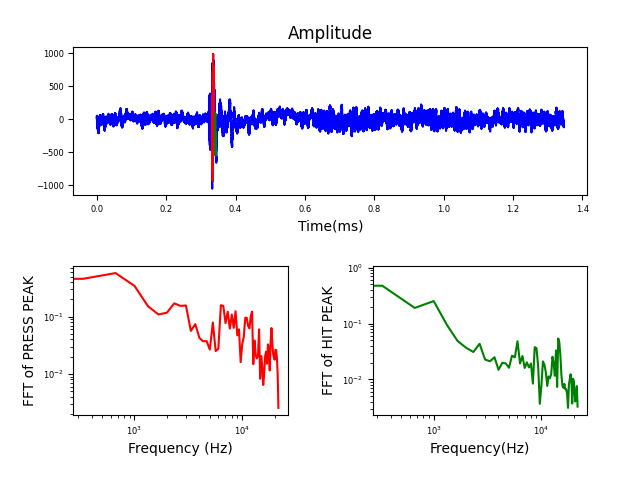 Amplitude
1000
500
0
−500
−1000
0.0 0.2 0.4 0.6 0.8 1.0 1.2 1.4
Time(ms)
FFT of PRESS PEAK
10⁻¹
10⁻²
10³ 10⁴
Frequency (Hz)
FFT of HIT PEAK
10⁰
10⁻¹
10⁻²
10³ 10⁴
Frequency(Hz)